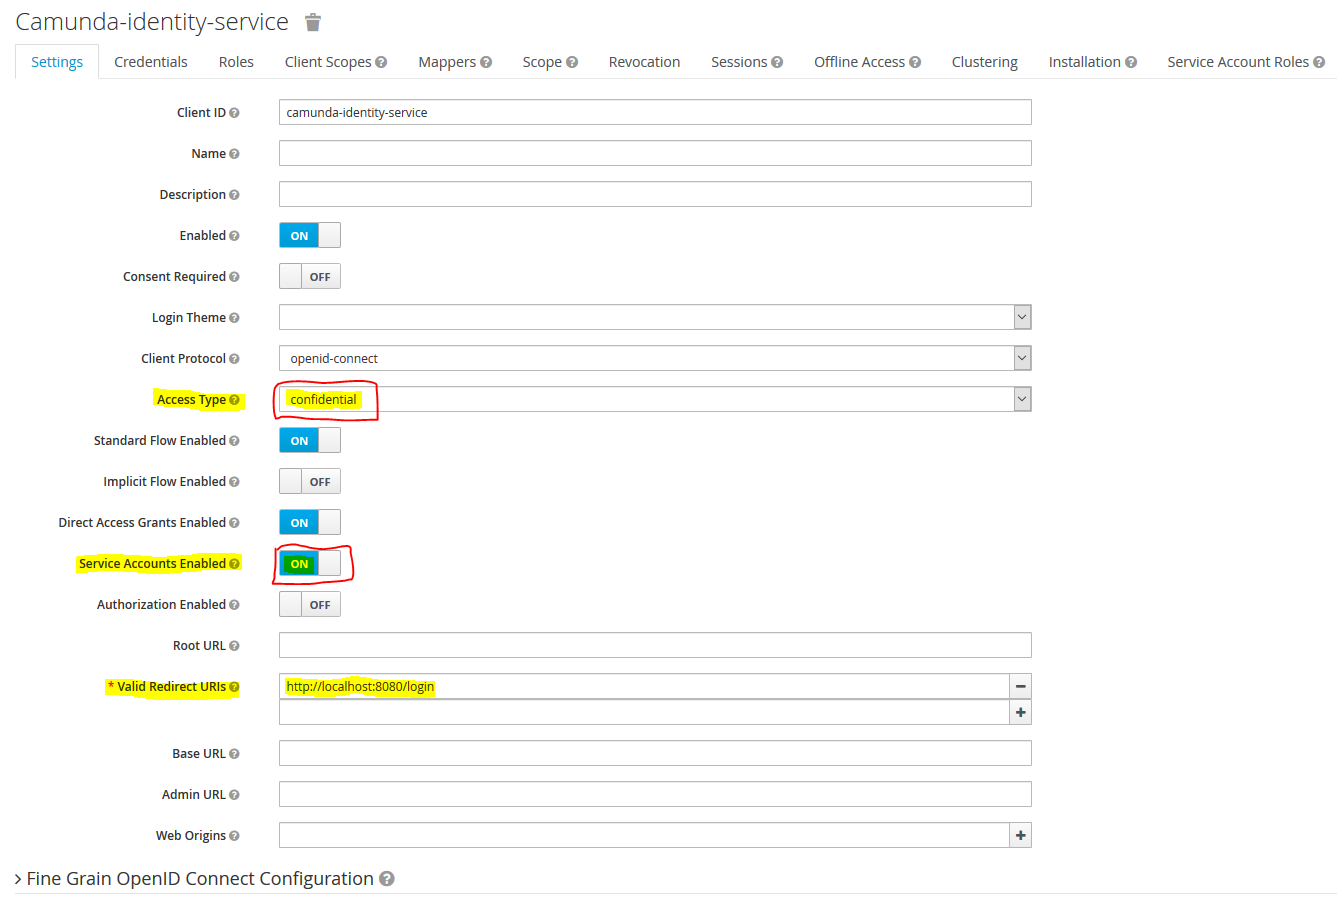 Camunda-identity-service
Settings Credentials Roles Client Scopes Mappers Scope Revocation Sessions Offline Access Clustering Installation Service Account Roles
Client ID camunda-identity-service
Name
Description
Enabled ON
Consent Required OFF
Login Theme
Client Protocol openid-connect
Access Type confidential
Standard Flow Enabled ON
Implicit Flow Enabled OFF
Direct Access Grants Enabled ON
Service Accounts Enabled ON
Authorization Enabled OFF
Root URL
* Valid Redirect URIs http://localhost:8080/login
Base URL
Admin URL
Web Origins
Fine Grain OpenID Connect Configuration